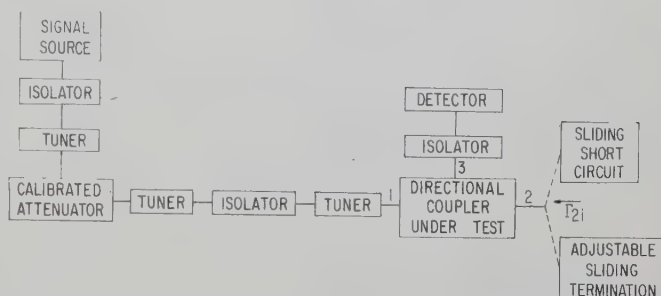 SIGNAL
SOURCE
ISOLATOR
TUNER
CALIBRATED
ATTENUATOR
TUNER
ISOLATOR
TUNER
1
DETECTOR
ISOLATOR
3
DIRECTIONAL
COUPLER
UNDER TEST
2
SLIDING
SHORT
CIRCUIT
Γ2i
ADJUSTABLE
SLIDING
TERMINATION